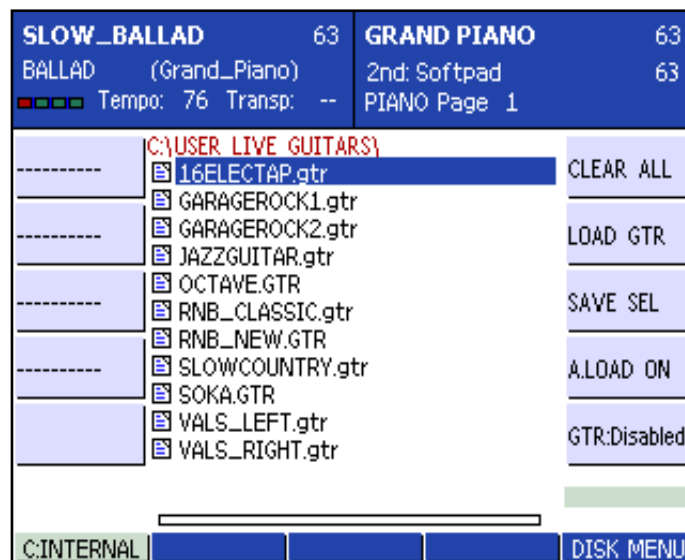 SLOW_BALLAD 63
BALLAD (Grand_Piano)
Tempo: 76 Transp: --
GRAND PIANO 63
2nd: Softpad 63
PIANO Page 1
C:\USER LIVE GUITARS\
16ELECTAP.gtr
GARAGEROCK1.gtr
GARAGEROCK2.gtr
JAZZGUITAR.gtr
OCTAVE.GTR
RNB_CLASSIC.gtr
RNB_NEW.GTR
SLOWCOUNTRY.gtr
SOKA.GTR
VALS_LEFT.gtr
VALS_RIGHT.gtr
----------
----------
----------
----------
CLEAR ALL
LOAD GTR
SAVE SEL
A.LOAD ON
GTR:Disabled
C:INTERNAL
DISK MENU